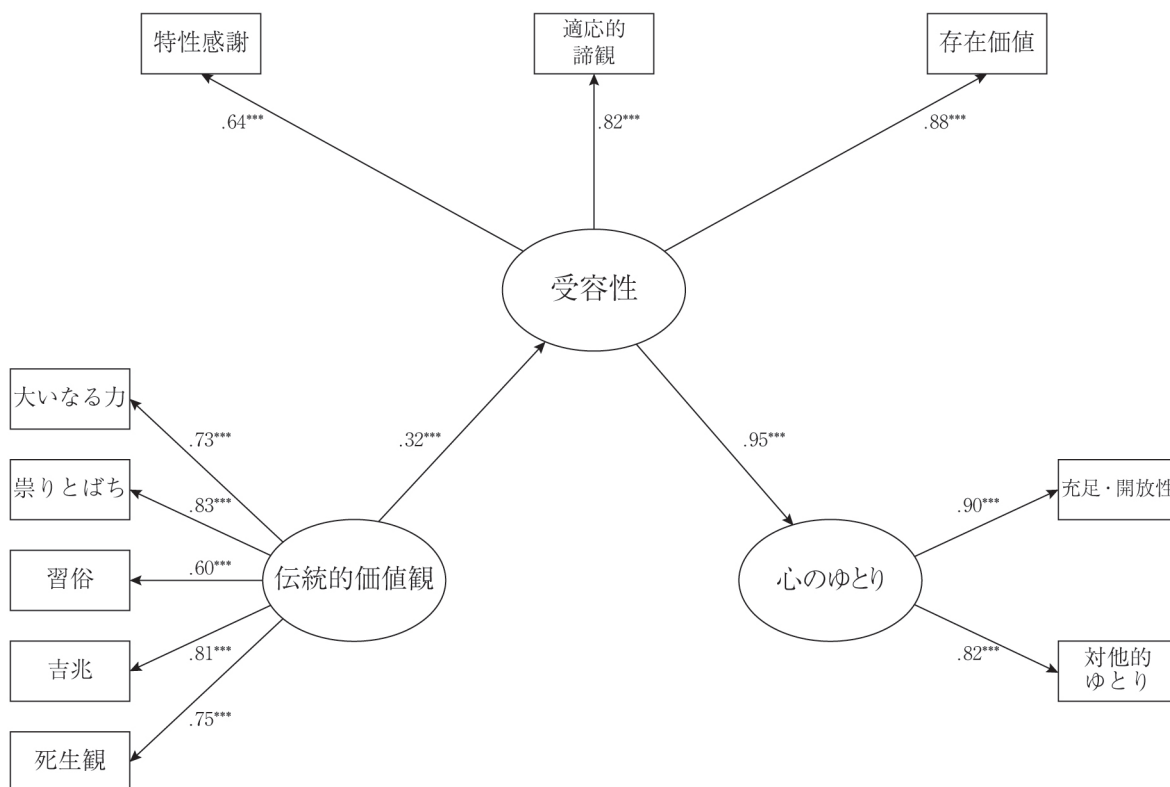 特性感謝
適応的
諦観
存在価値
.64***
.82***
.88***
受容性
大いなる力
.73***
.32***
.95***
祟りとばち
.83***
.90***
充足・開放性
習俗
.60***
伝統的価値観
心のゆとり
吉兆
.81***
.82***
対他的
ゆとり
.75***
死生観